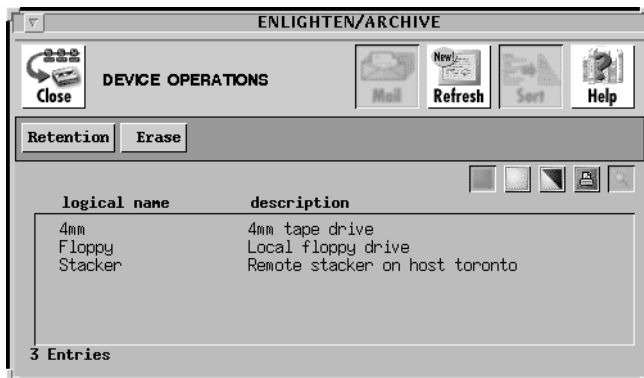 ENLIGHTEN/ARCHIVE
Close
DEVICE OPERATIONS
Mail
New!
Refresh
Sort
Help
Retention
Erase
logical name description
4mm 4mm tape drive
Floppy Local floppy drive
Stacker Remote stacker on host toronto
3 Entries